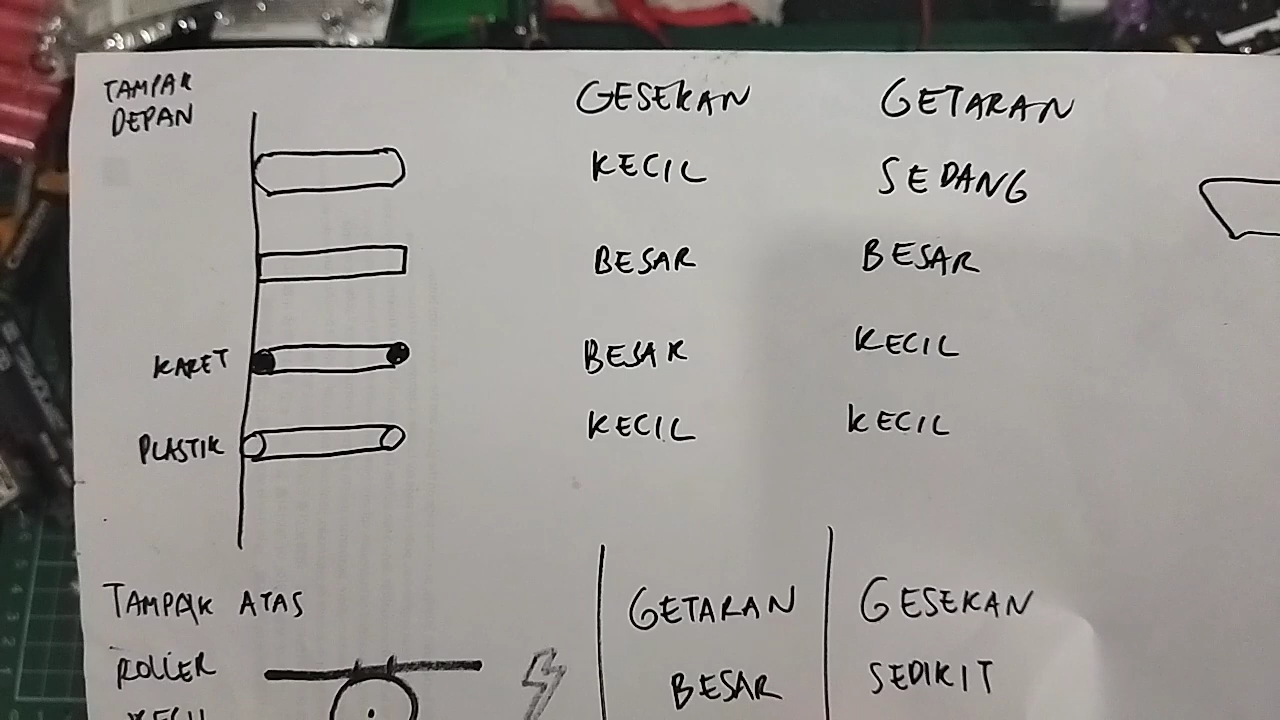 TAMPAK DEPAN GESEKAN GETARAN
KECIL SEDANG
BESAR BESAR
KARET BESAR KECIL
PLASTIK KECIL KECIL
TAMPAK ATAS GETARAN GESEKAN
ROLLER BESAR SEDIKIT